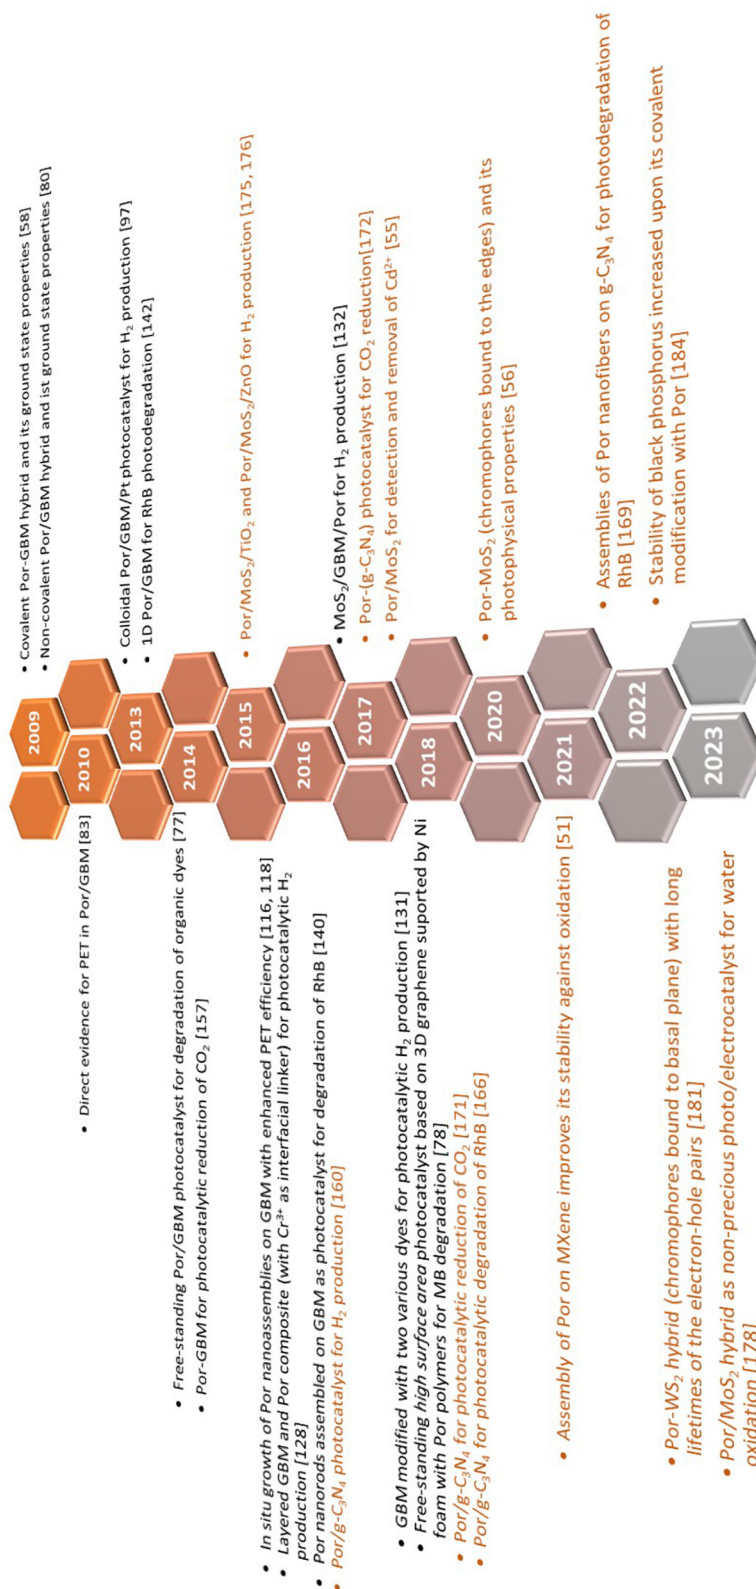 • Covalent Por-GBM hybrid and its ground state properties [58]
• Non-covalent Por/GBM hybrid and ist ground state properties [80]
• Colloidal Por/GBM/Pt photocatalyst for H₂ production [97]
• 1D Por/GBM for RhB photodegradation [142]
• Por/MoS₂/TiO₂ and Por/MoS₂/ZnO for H₂ production [175, 176]
• MoS₂/GBM/Por for H₂ production [132]
• Por-(g-C₃N₄) photocatalyst for CO₂ reduction[172]
• Por/MoS₂ for detection and removal of Cd²⁺ [55]
• Por-MoS₂ (chromophores bound to the edges) and its
photophysical properties [56]
• Assemblies of Por nanofibers on g-C₃N₄ for photodegradation of
RhB [169]
• Stability of black phosphorus increased upon its covalent
modification with Por [184]
2009
2010
2013
2014
2015
2016
2017
2018
2020
2021
2022
2023
• Direct evidence for PET in Por/GBM [83]
• Free-standing Por/GBM photocatalyst for degradation of organic dyes [77]
• Por-GBM for photocatalytic reduction of CO₂ [157]
• In situ growth of Por nanoassemblies on GBM with enhanced PET efficiency [116, 118]
• Layered GBM and Por composite (with Cr³⁺ as interfacial linker) for photocatalytic H₂
production [128]
• Por nanorods assembled on GBM as photocatalyst for degradation of RhB [140]
• Por/g-C₃N₄ photocatalyst for H₂ production [160]
• GBM modified with two various dyes for photocatalytic H₂ production [131]
• Free-standing high surface area photocatalyst based on 3D graphene suported by Ni
foam with Por polymers for MB degradation [78]
• Por/g-C₃N₄ for photocatalytic reduction of CO₂ [171]
• Por/g-C₃N₄ for photocatalytic degradation of RhB [166]
• Assembly of Por on MXene improves its stability against oxidation [51]
• Por-WS₂ hybrid (chromophores bound to basal plane) with long
lifetimes of the electron-hole pairs [181]
• Por/MoS₂ hybrid as non-precious photo/electrocatalyst for water
oxidation [178]